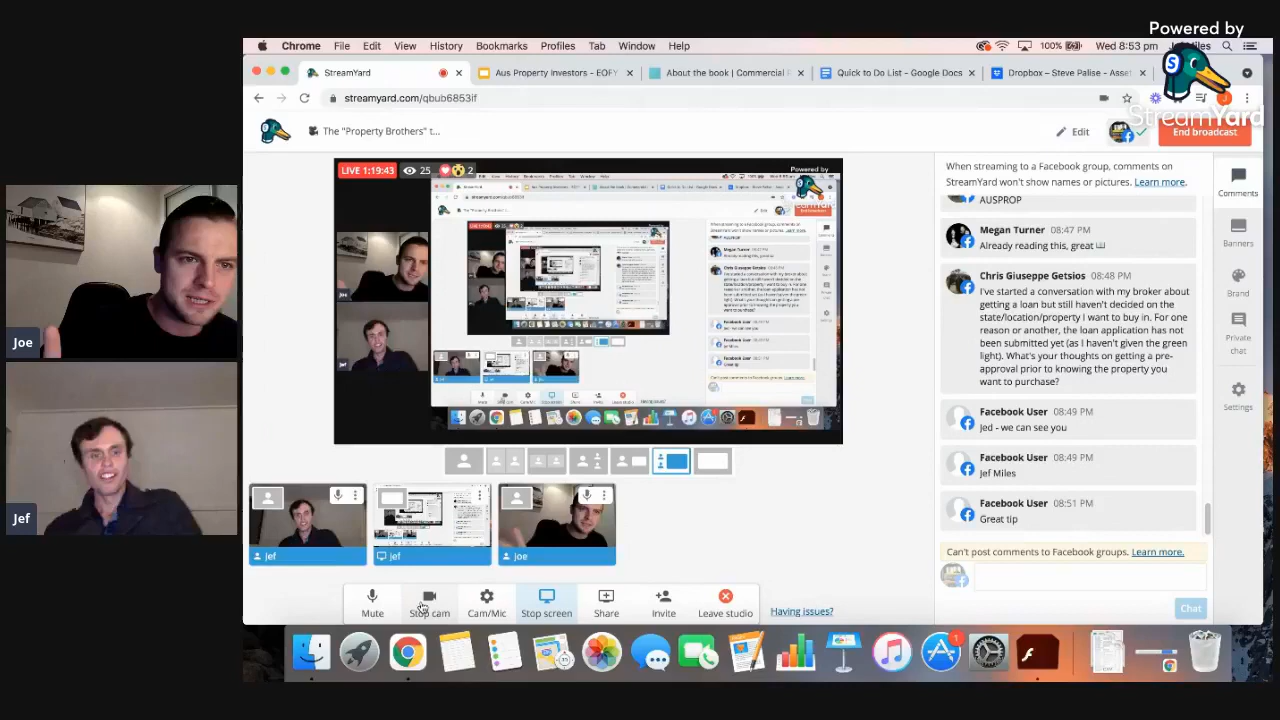 Powered by
StreamYard
Chrome File Edit View History Bookmarks Profiles Tab Window Help
100% Wed 8:53 pm Miles
StreamYard
Aus Property Investors - EOFY
About the book | Commercial
Quick to Do List - Google Docs
Dropbox – Steve Palise - Asset
streamyard.com/qbub6853if
The "Property Brothers" t...
Edit
End broadcast
LIVE 1:19:43 25 2
Powered by
When streaming to a Facebook group, comments on
StreamYard won't show names or pictures. Learn more.
AUSPROP
Megan Turner 08:47 PM
Already reading this, great
Chris Giuseppe Getsios 08:48 PM
I've started a conversation with my broker about
getting a loan but still haven't decided on the
state/location/property I want to buy in. For one
reason or another, the loan application has not
been submitted yet (as I haven't given the green
light). What's your thoughts on getting a pre-
approval prior to knowing the property you
want to purchase?
Facebook User 08:49 PM
Jed - we can see you
Facebook User 08:49 PM
Jef Miles
Facebook User 08:51 PM
Great tip
Can't post comments to Facebook groups. Learn more.
Chat
Comments
Banners
Brand
Private
chat
Settings
Joe
Jef
jef
jef
joe
Mute
Stop cam
Cam/Mic
Stop screen
Share
Invite
Leave studio
Having issues?